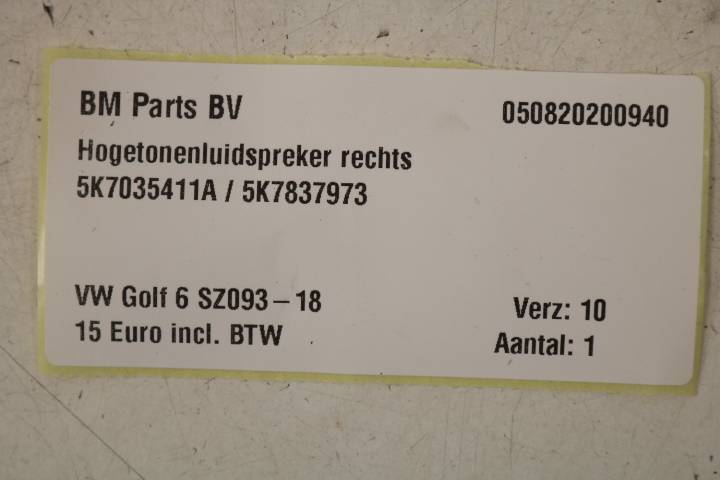 BM Parts BV 050820200940
Hogetonenluidspreker rechts
5K7035411A / 5K7837973
VW Golf 6 SZ093-18 Verz: 10
15 Euro incl. BTW Aantal: 1